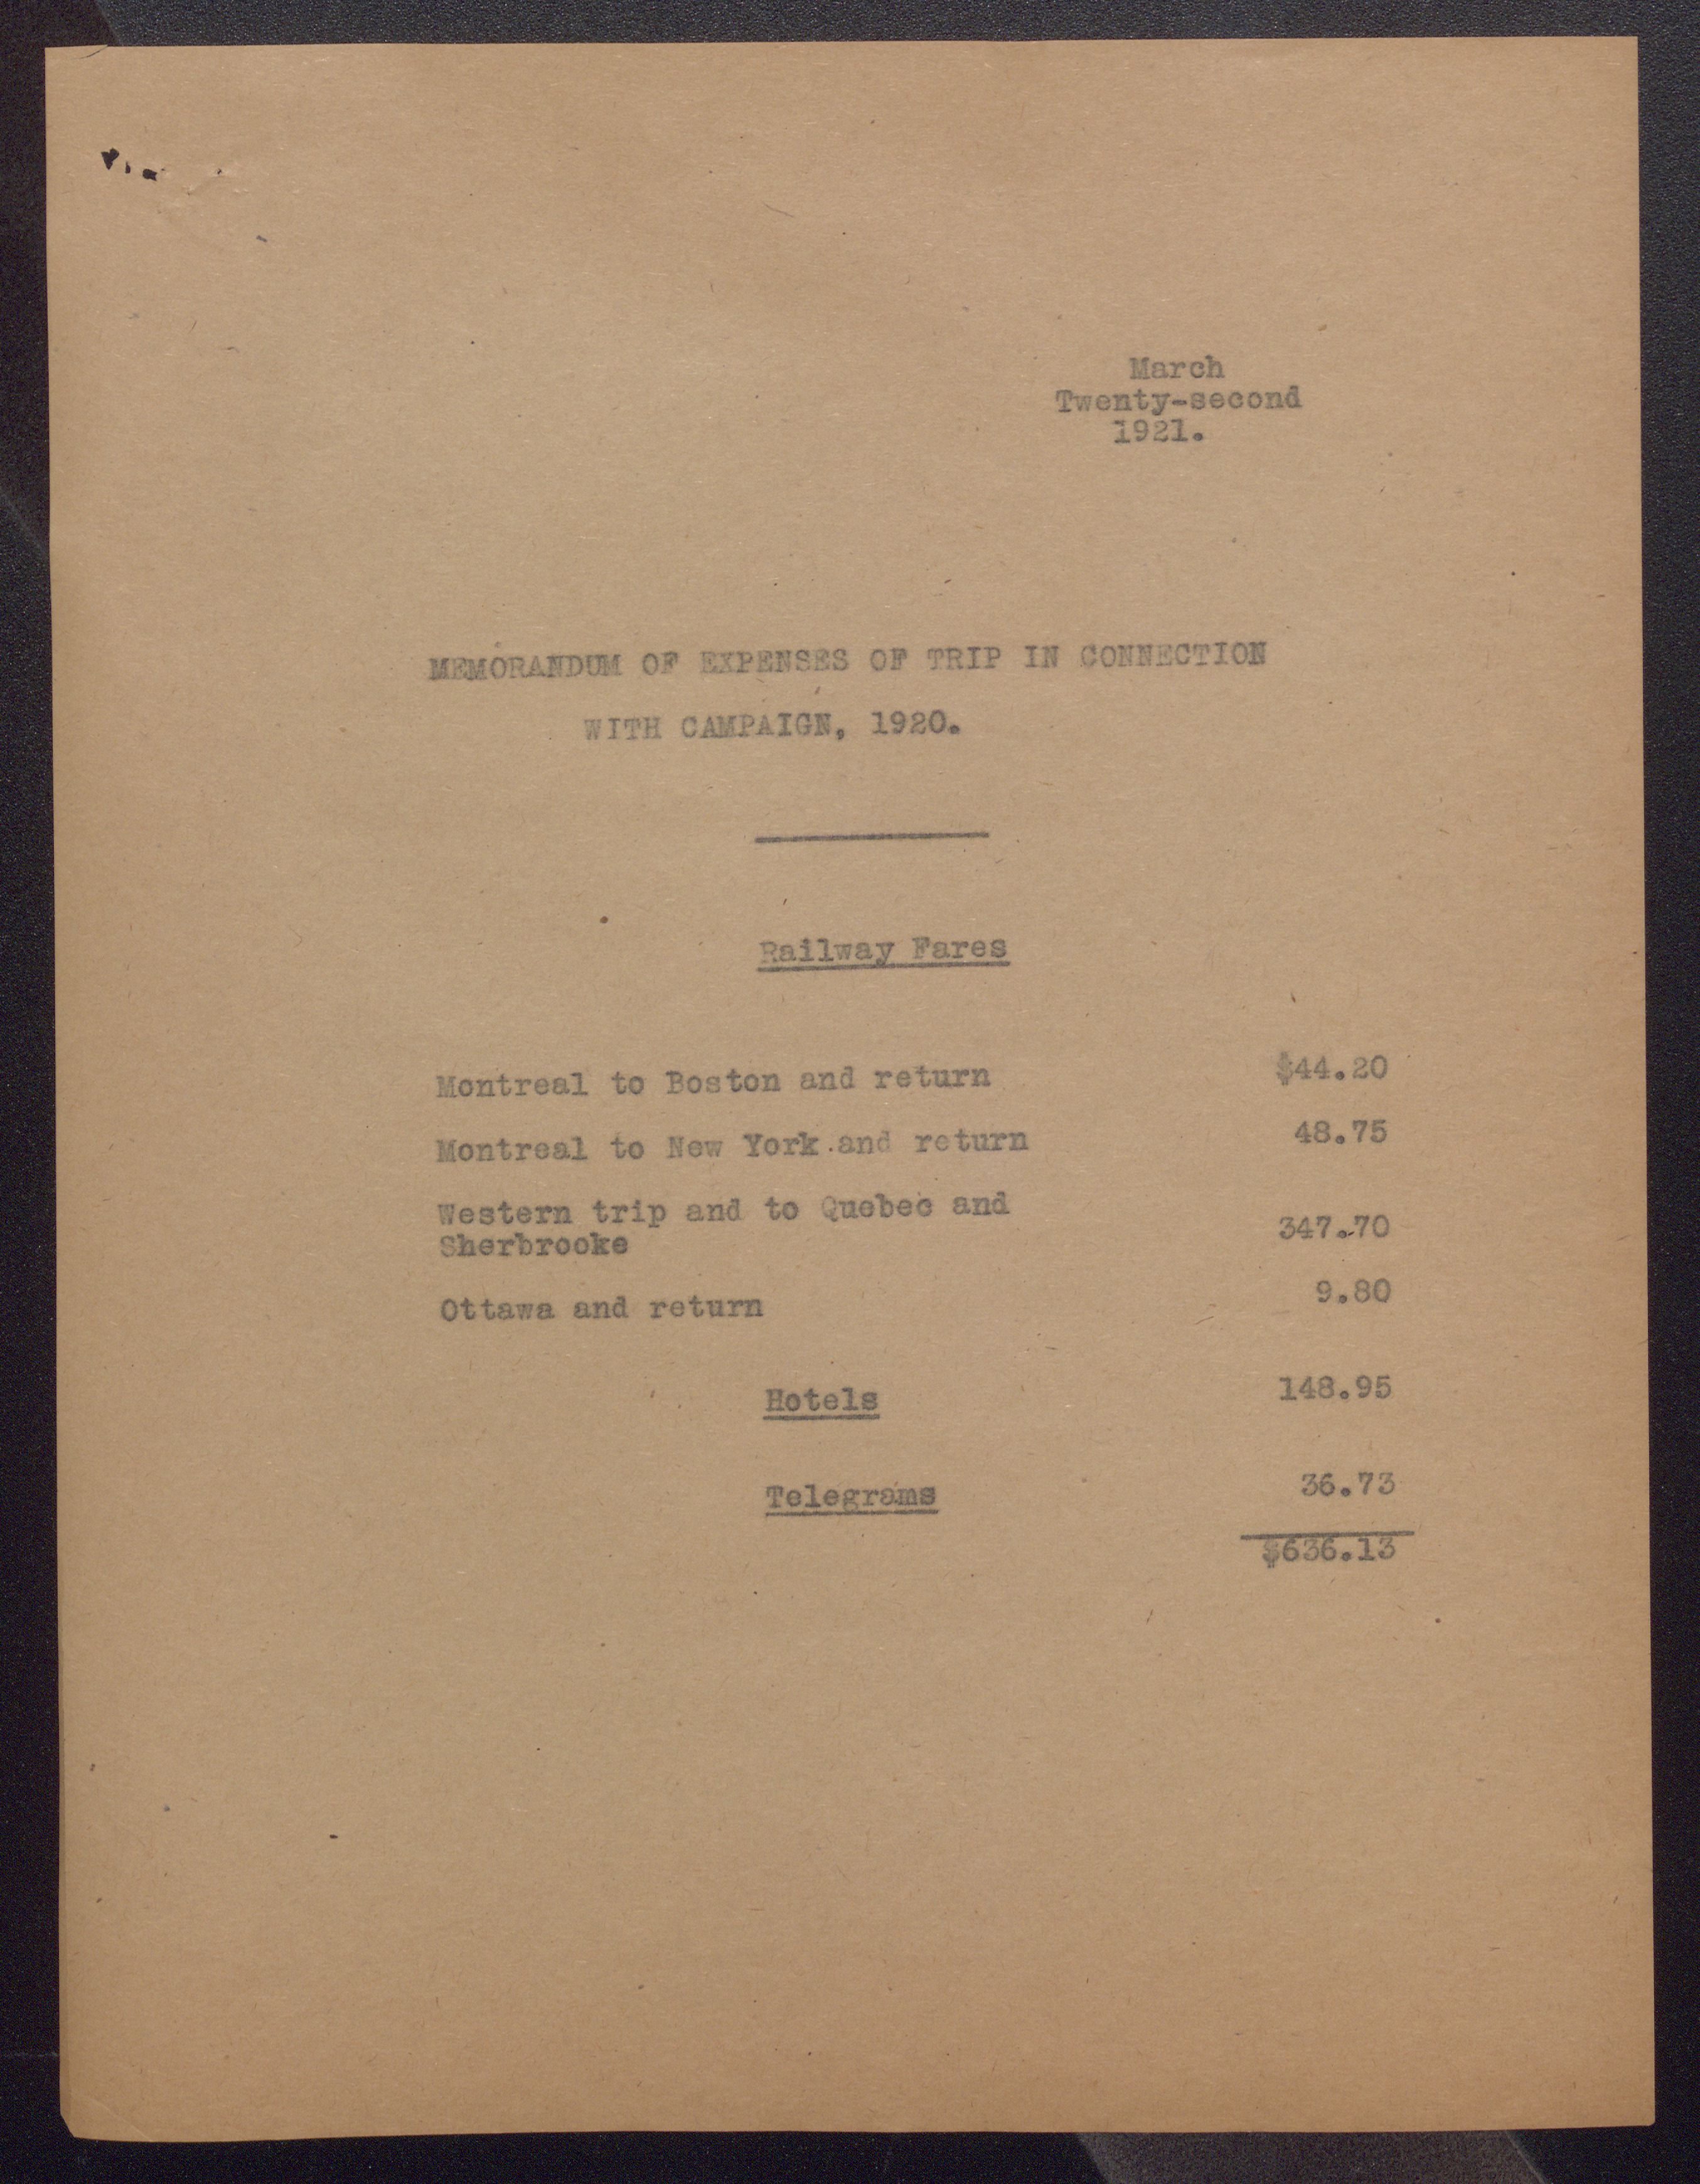 March
Twenty-second
1921.
MEMORANDUM OF EXPENSES OF TRIP IN CONNECTION
WITH CAMPAIGN, 1920.
Railway Fares
Montreal to Boston and return $44.20
Montreal to New York and return 48.75
Western trip and to Quebec and
Sherbrooke 347.70
Ottawa and return 9.80
Hotels 148.95
Telegrams 36.73
$636.13